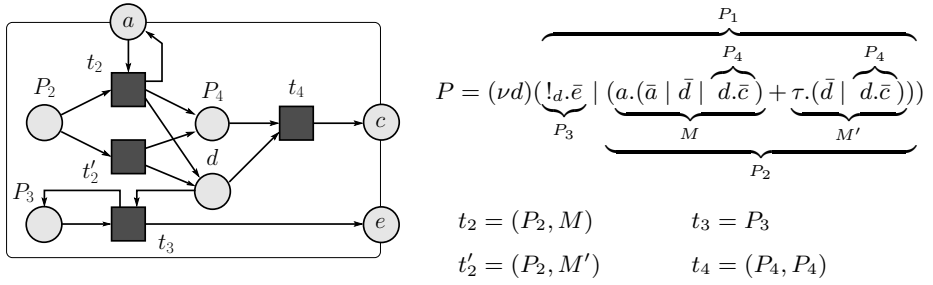 a
t₂
P₂
P₄
t₄
c
t′₂
d
P₃
t₃
e
P₁
P₄ P₄
P = (νd)(!_d.ē | (a.(ā | d̄ | d.c̄) + τ.(d̄ | d.c̄)))
P₃ M M′
P₂
t₂ = (P₂, M) t₃ = P₃
t′₂ = (P₂, M′) t₄ = (P₄, P₄)